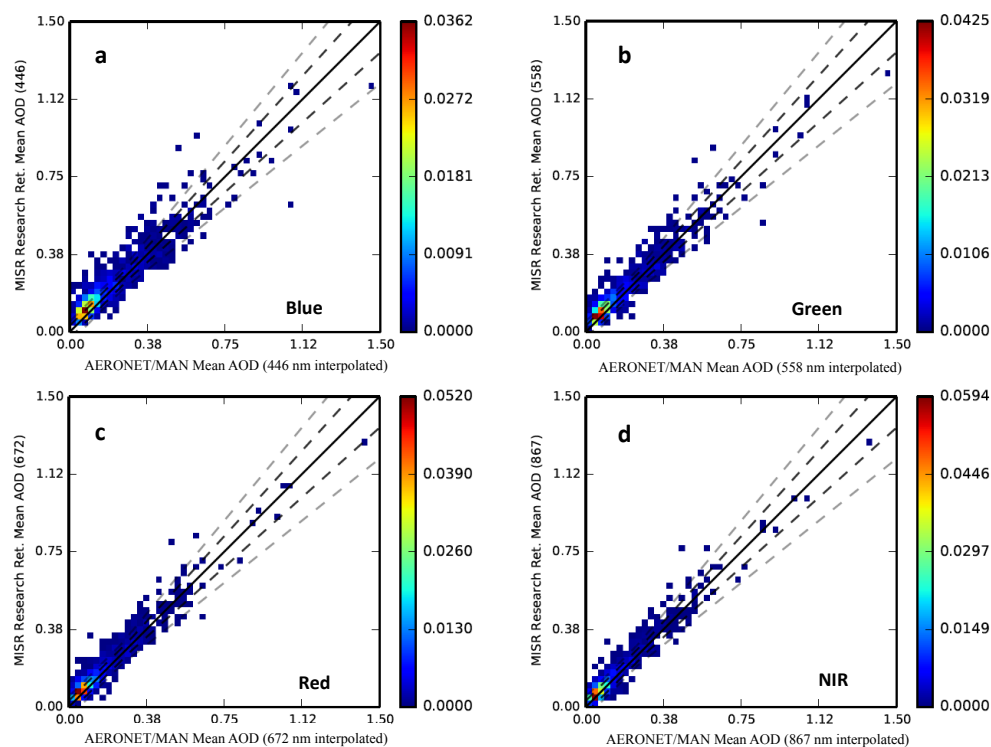 a
Blue
MISR Research Ret. Mean AOD (446)
1.50
1.12
0.75
0.38
0.00
0.00 0.38 0.75 1.12 1.50
AERONET/MAN Mean AOD (446 nm interpolated)
0.0362
0.0272
0.0181
0.0091
0.0000
b
Green
MISR Research Ret. Mean AOD (558)
1.50
1.12
0.75
0.38
0.00
0.00 0.38 0.75 1.12 1.50
AERONET/MAN Mean AOD (558 nm interpolated)
0.0425
0.0319
0.0213
0.0106
0.0000
c
Red
MISR Research Ret. Mean AOD (672)
1.50
1.12
0.75
0.38
0.00
0.00 0.38 0.75 1.12 1.50
AERONET/MAN Mean AOD (672 nm interpolated)
0.0520
0.0390
0.0260
0.0130
0.0000
d
NIR
MISR Research Ret. Mean AOD (867)
1.50
1.12
0.75
0.38
0.00
0.00 0.38 0.75 1.12 1.50
AERONET/MAN Mean AOD (867 nm interpolated)
0.0594
0.0446
0.0297
0.0149
0.0000